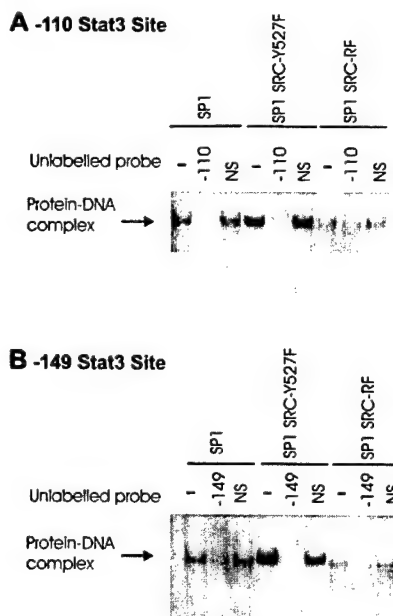 A -110 Stat3 Site
SP1
SP1 SRC-Y527F
SP1 SRC-RF
Unlabelled probe
-
-110
NS
-
-110
NS
-
-110
NS
Protein-DNA
complex
B -149 Stat3 Site
SP1
SP1 SRC-Y527F
SP1 SRC-RF
Unlabelled probe
-
-149
NS
-
-149
NS
-
-149
NS
Protein-DNA
complex